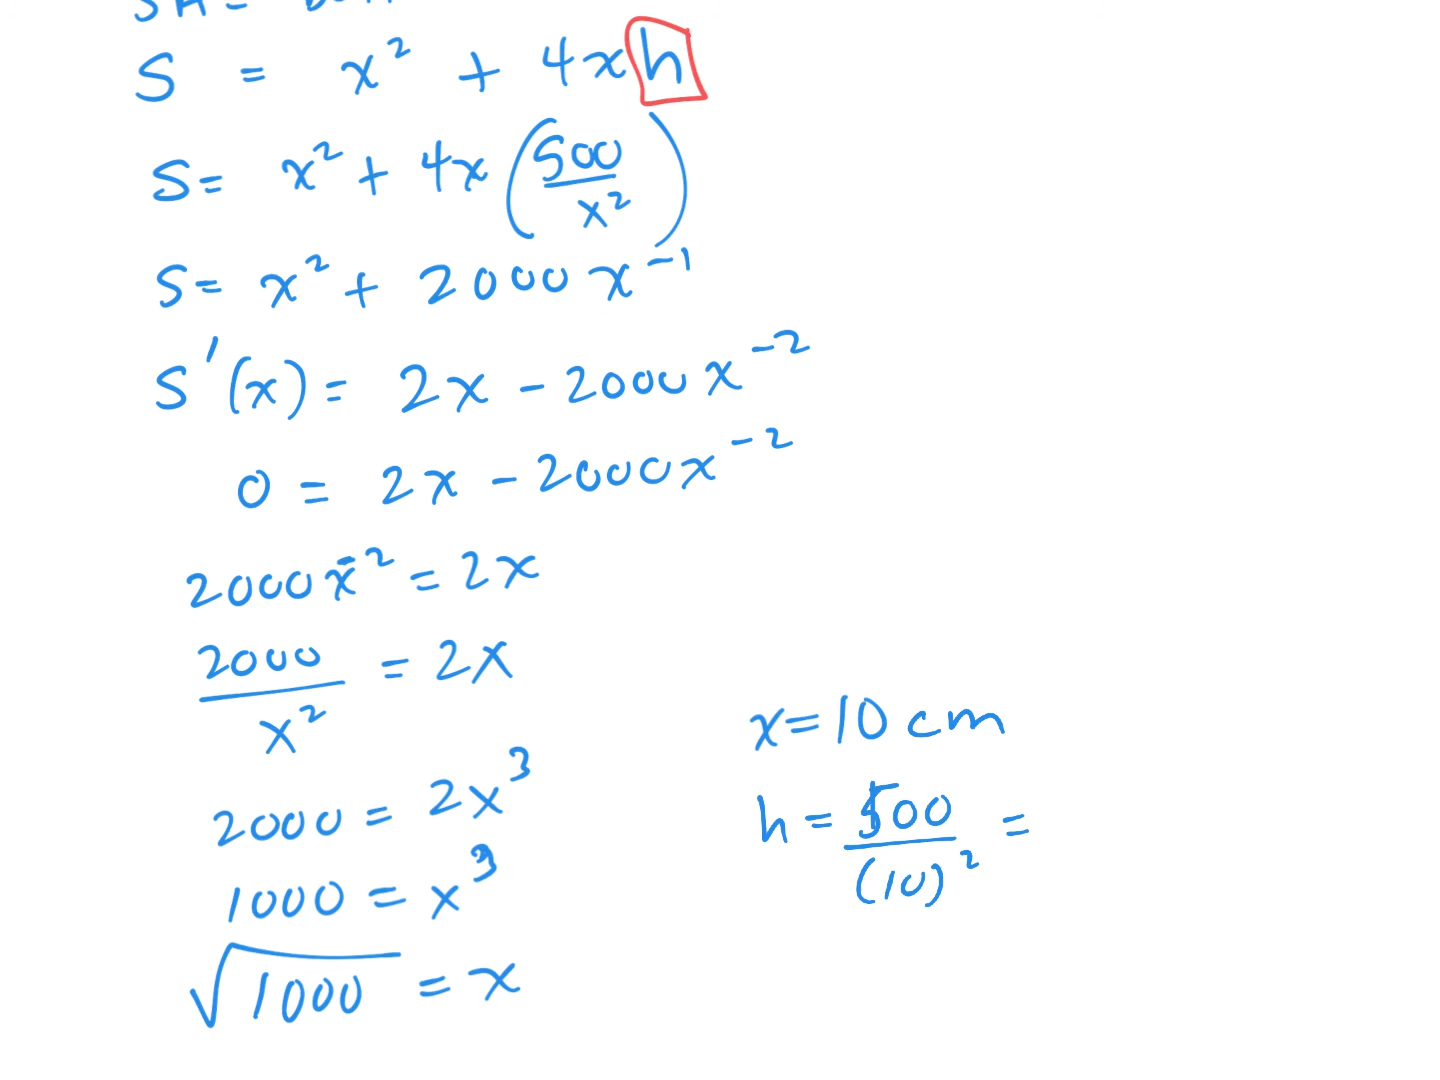 S = x² + 4xh
S = x² + 4x(500/x²)
S = x² + 2000x⁻¹
S'(x) = 2x - 2000x⁻²
0 = 2x - 2000x⁻²
2000x⁻² = 2x
2000/x² = 2x
2000 = 2x³
1000 = x³
√1000 = x
x = 10 cm
h = 500/(10)² =